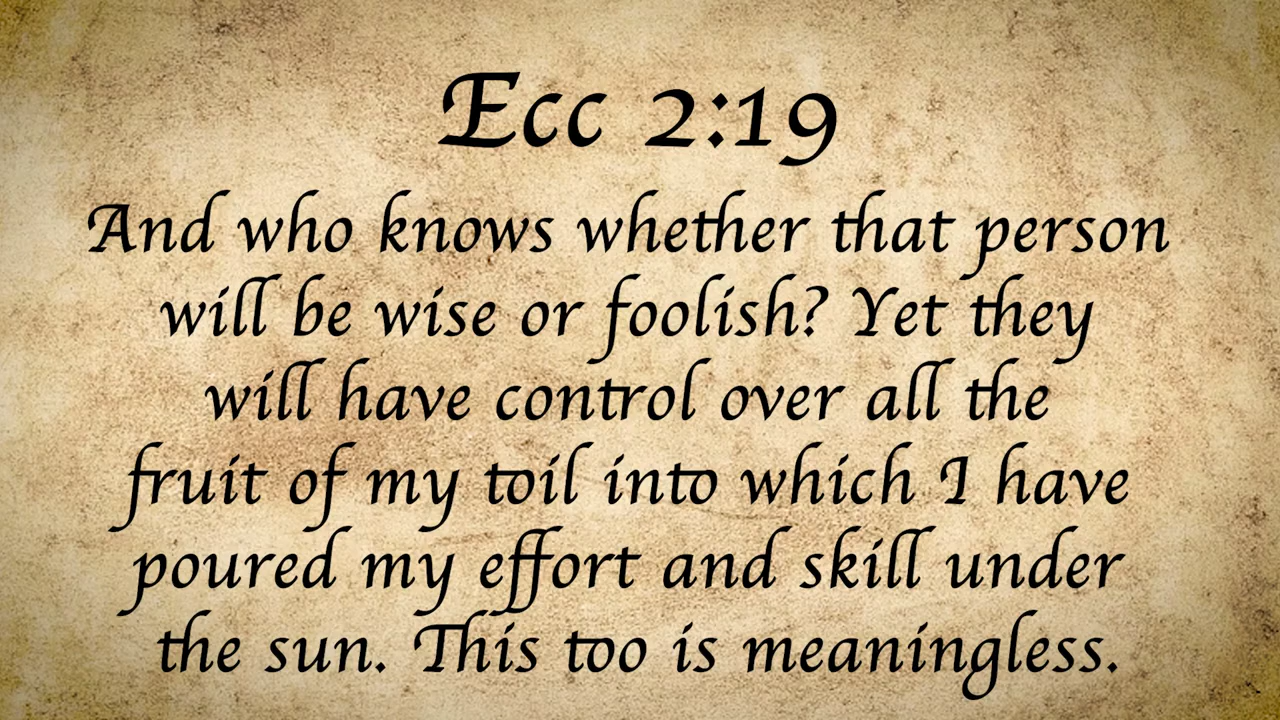 Ecc 2:19
And who knows whether that person
will be wise or foolish? Yet they
will have control over all the
fruit of my toil into which I have
poured my effort and skill under
the sun. This too is meaningless.